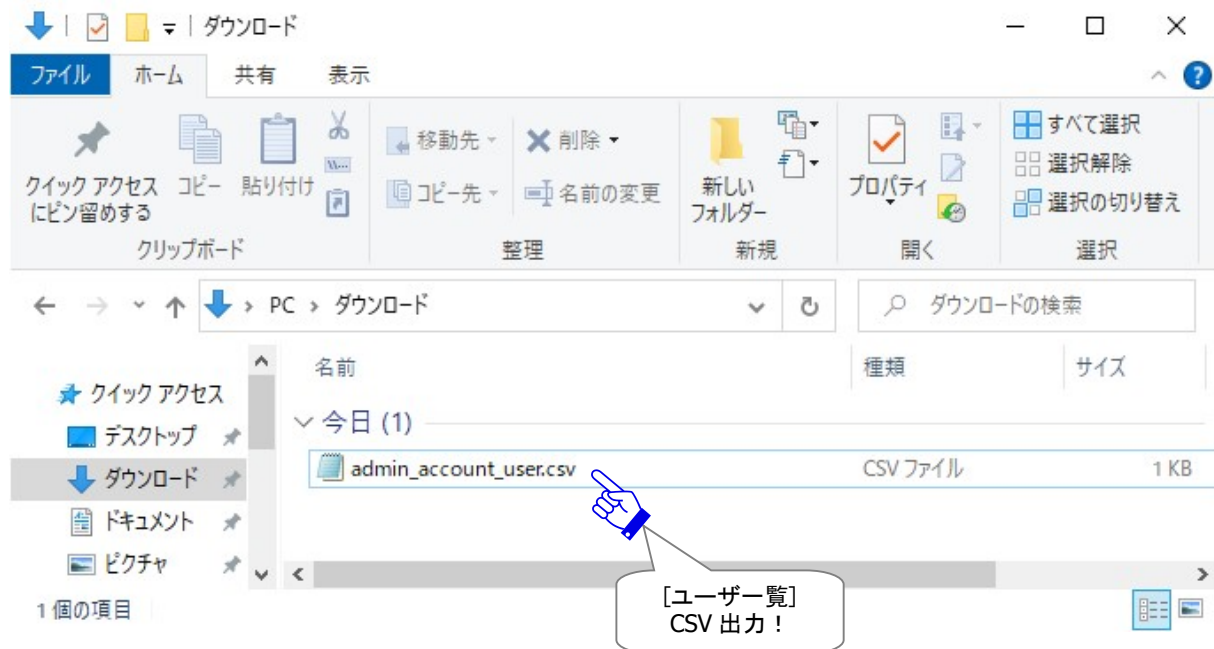 ダウンロード
ファイル ホーム 共有 表示
クイック アクセス
にピン留めする
コピー
貼り付け
移動先
コピー先
削除
名前の変更
新しい
フォルダー
プロパティ
すべて選択
選択解除
選択の切り替え
クリップボード 整理 新規 開く 選択
PC › ダウンロード
ダウンロードの検索
名前 種類 サイズ
クイック アクセス
デスクトップ
ダウンロード
ドキュメント
ピクチャ
今日 (1)
admin_account_user.csv CSV ファイル 1 KB
[ユーザ一覧]
CSV 出力！
1 個の項目